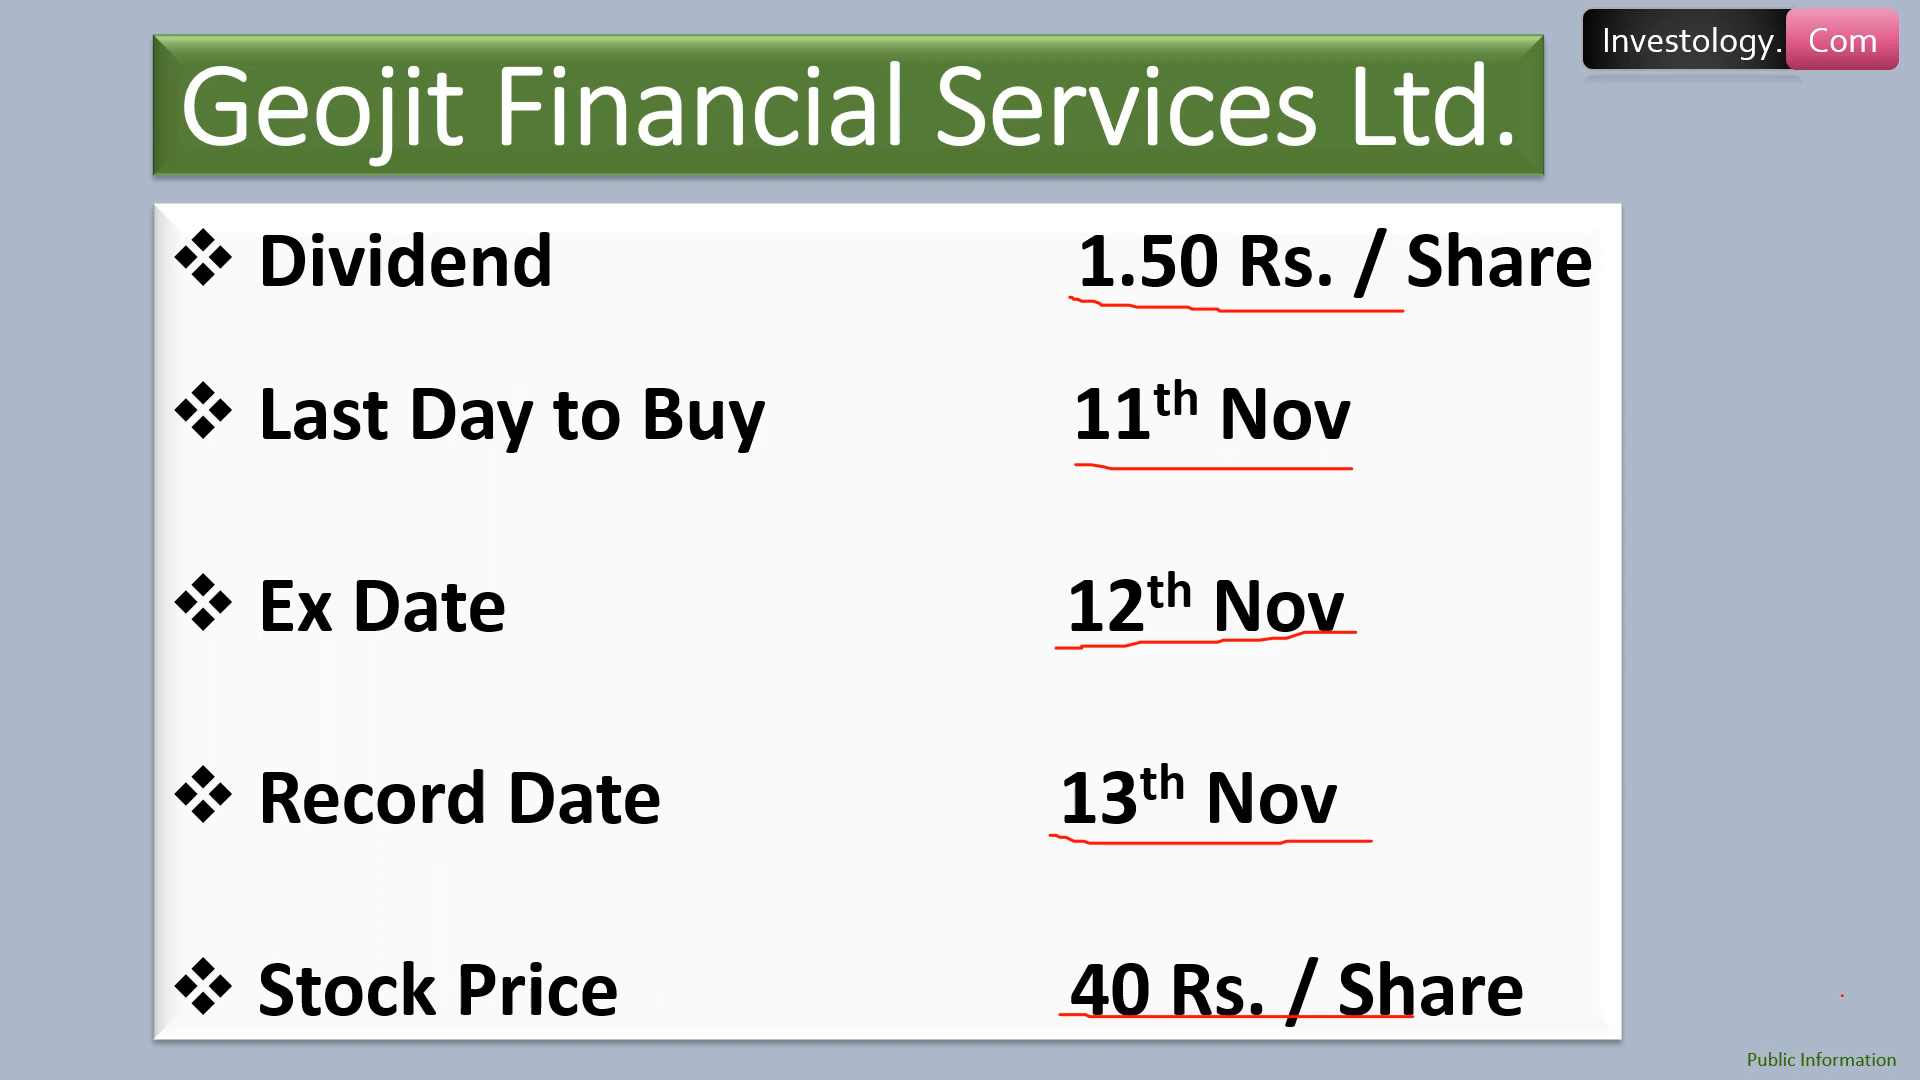 Investology. Com
Geojit Financial Services Ltd.
❖ Dividend 1.50 Rs. / Share
❖ Last Day to Buy 11th Nov
❖ Ex Date 12th Nov
❖ Record Date 13th Nov
❖ Stock Price 40 Rs. / Share
Public Information